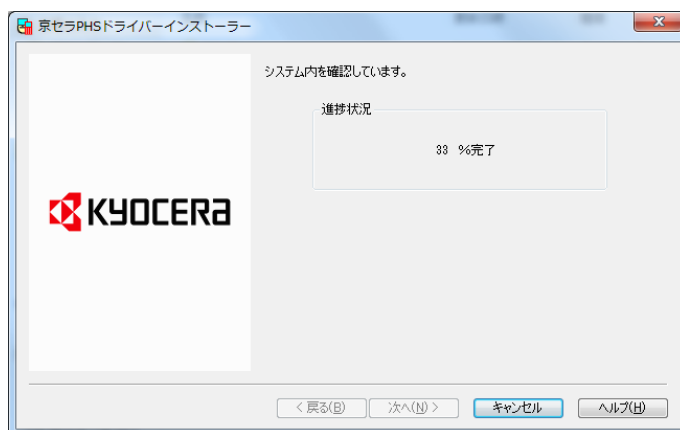 京セラPHSドライバーインストーラー
システム内を確認しています。
進捗状況
33 %完了
KYOCERA
< 戻る(B)
次へ(N) >
キャンセル
ヘルプ(H)